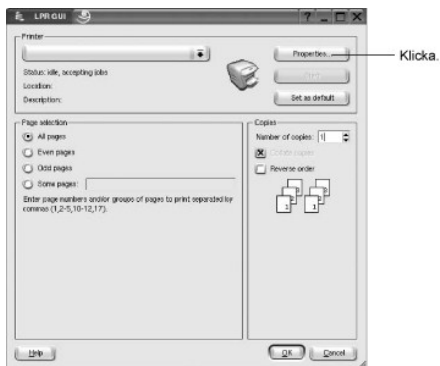 LPR GUI
Printer
Properties...
Klicka.
Status: idle, accepting jobs
Location:
Description:
Print
Set as default
Page selection
All pages
Even pages
Odd pages
Some pages:
Enter page numbers and/or groups of pages to print separated by
commas (1,2-5,10-12,17).
Copies
Number of copies: 1
Collate copies
Reverse order
Help
OK
Cancel